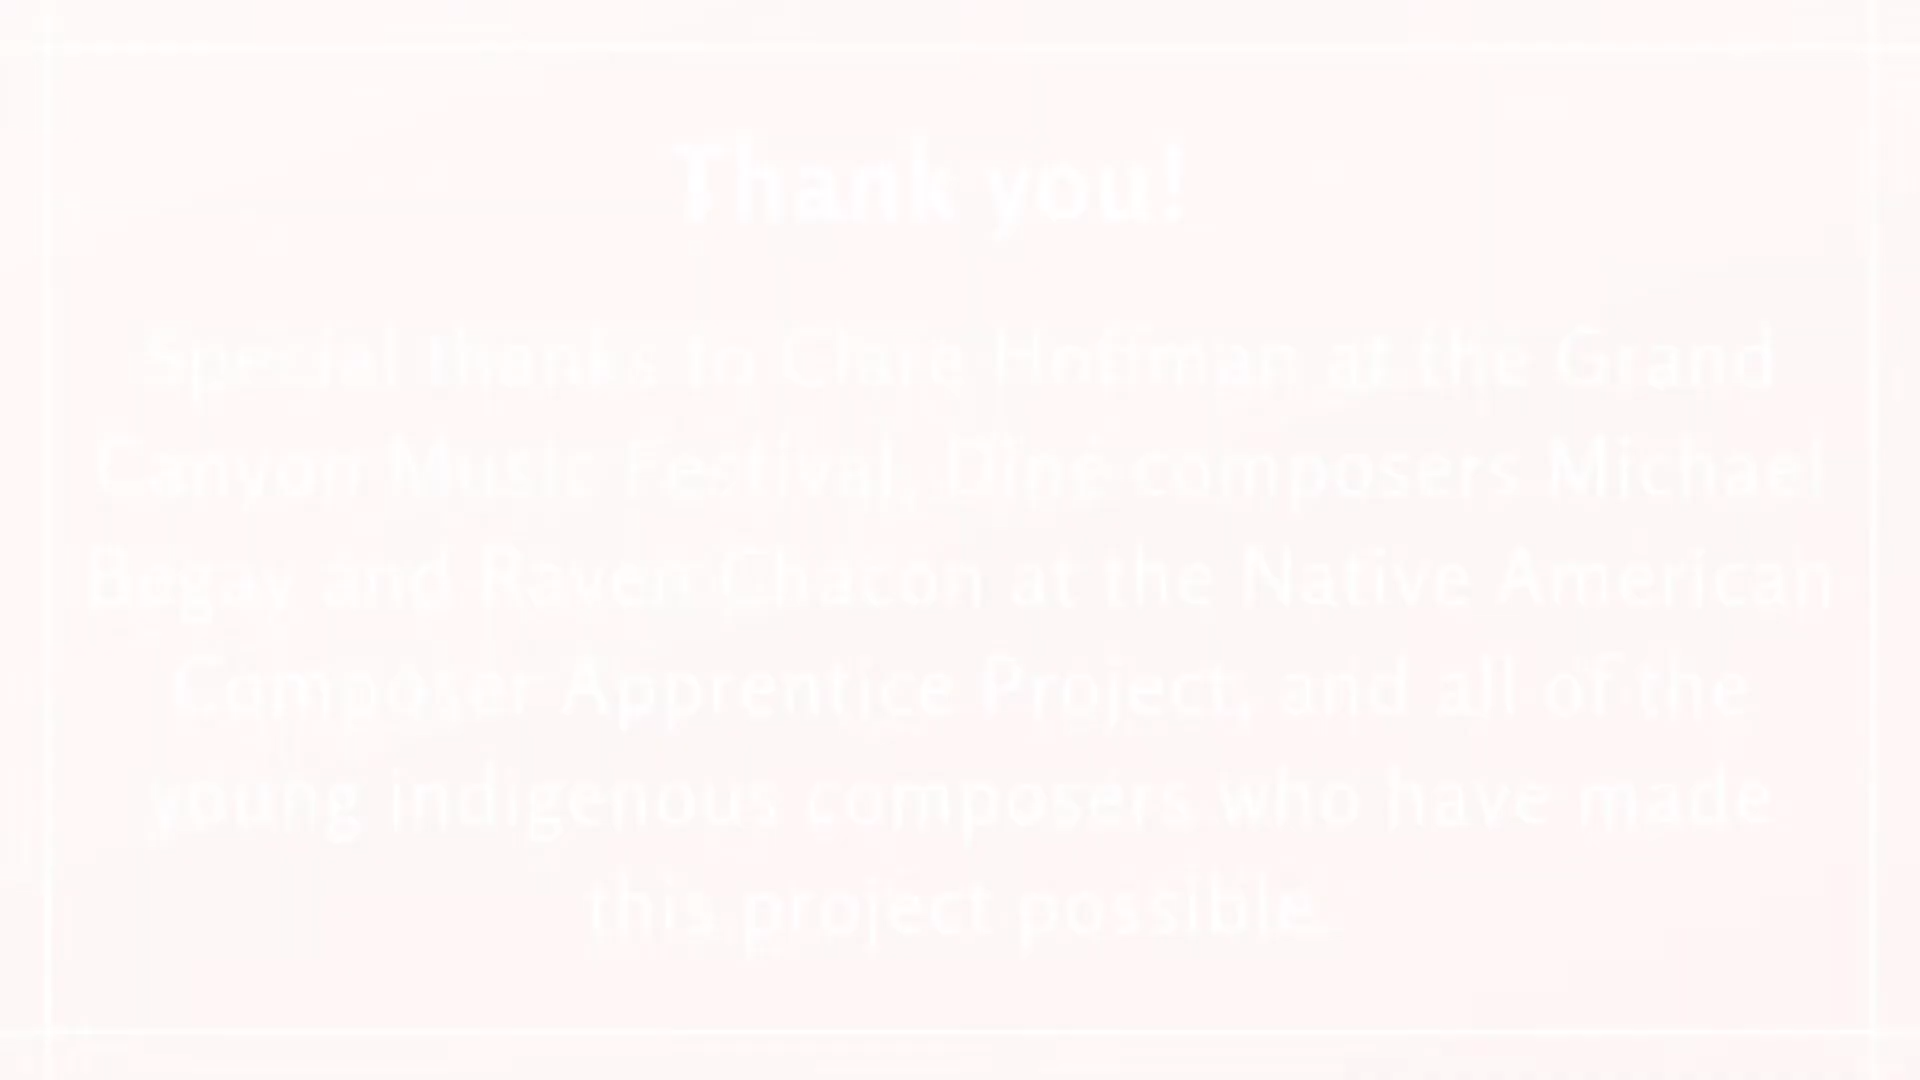 Thank you!
Special thanks to Clare Hoffman at the Grand
Canyon Music Festival, Diné composers Michael
Begay and Raven Chacon at the Native American
Composer Apprentice Project, and all of the
young indigenous composers who have made
this project possible.